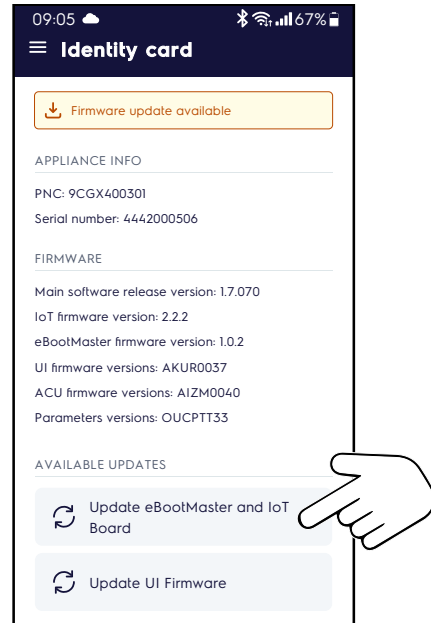 09:05 67%
Identity card
Firmware update available
APPLIANCE INFO
PNC: 9CGX400301
Serial number: 4442000506
FIRMWARE
Main software release version: 1.7.070
IoT firmware version: 2.2.2
eBootMaster firmware version: 1.0.2
UI firmware versions: AKUR0037
ACU firmware versions: AIZM0040
Parameters versions: OUCPTT33
AVAILABLE UPDATES
Update eBootMaster and IoT
Board
Update UI Firmware